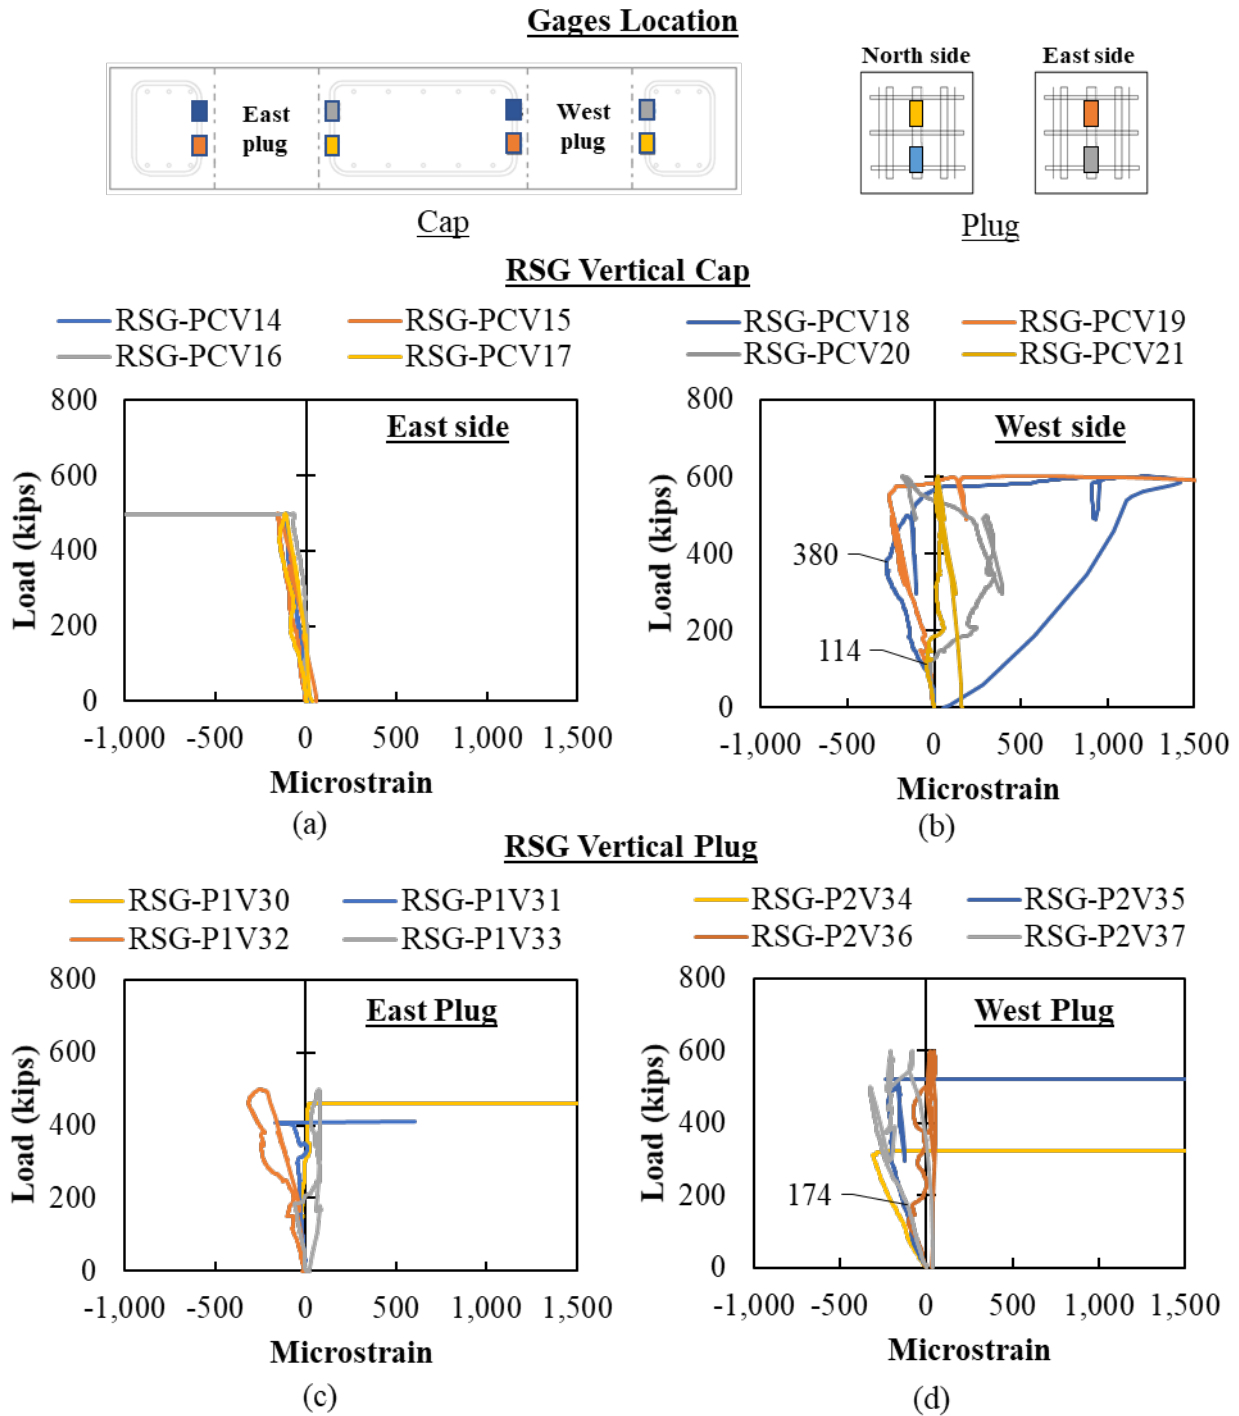 Gages Location
North side East side
East plug West plug
Cap Plug
RSG Vertical Cap
RSG-PCV14 RSG-PCV15 RSG-PCV18 RSG-PCV19
RSG-PCV16 RSG-PCV17 RSG-PCV20 RSG-PCV21
800 East side 800 West side
600 600
400 400 380
200 200 114
0 0
Load (kips) Load (kips)
-1,000 -500 0 500 1,000 1,500 -1,000 -500 0 500 1,000 1,500
Microstrain Microstrain
(a) (b)
RSG Vertical Plug
RSG-P1V30 RSG-P1V31 RSG-P2V34 RSG-P2V35
RSG-P1V32 RSG-P1V33 RSG-P2V36 RSG-P2V37
800 East Plug 800 West Plug
600 600
400 400
200 200 174
0 0
Load (kips) Load (kips)
-1,000 -500 0 500 1,000 1,500 -1,000 -500 0 500 1,000 1,500
Microstrain Microstrain
(c) (d)